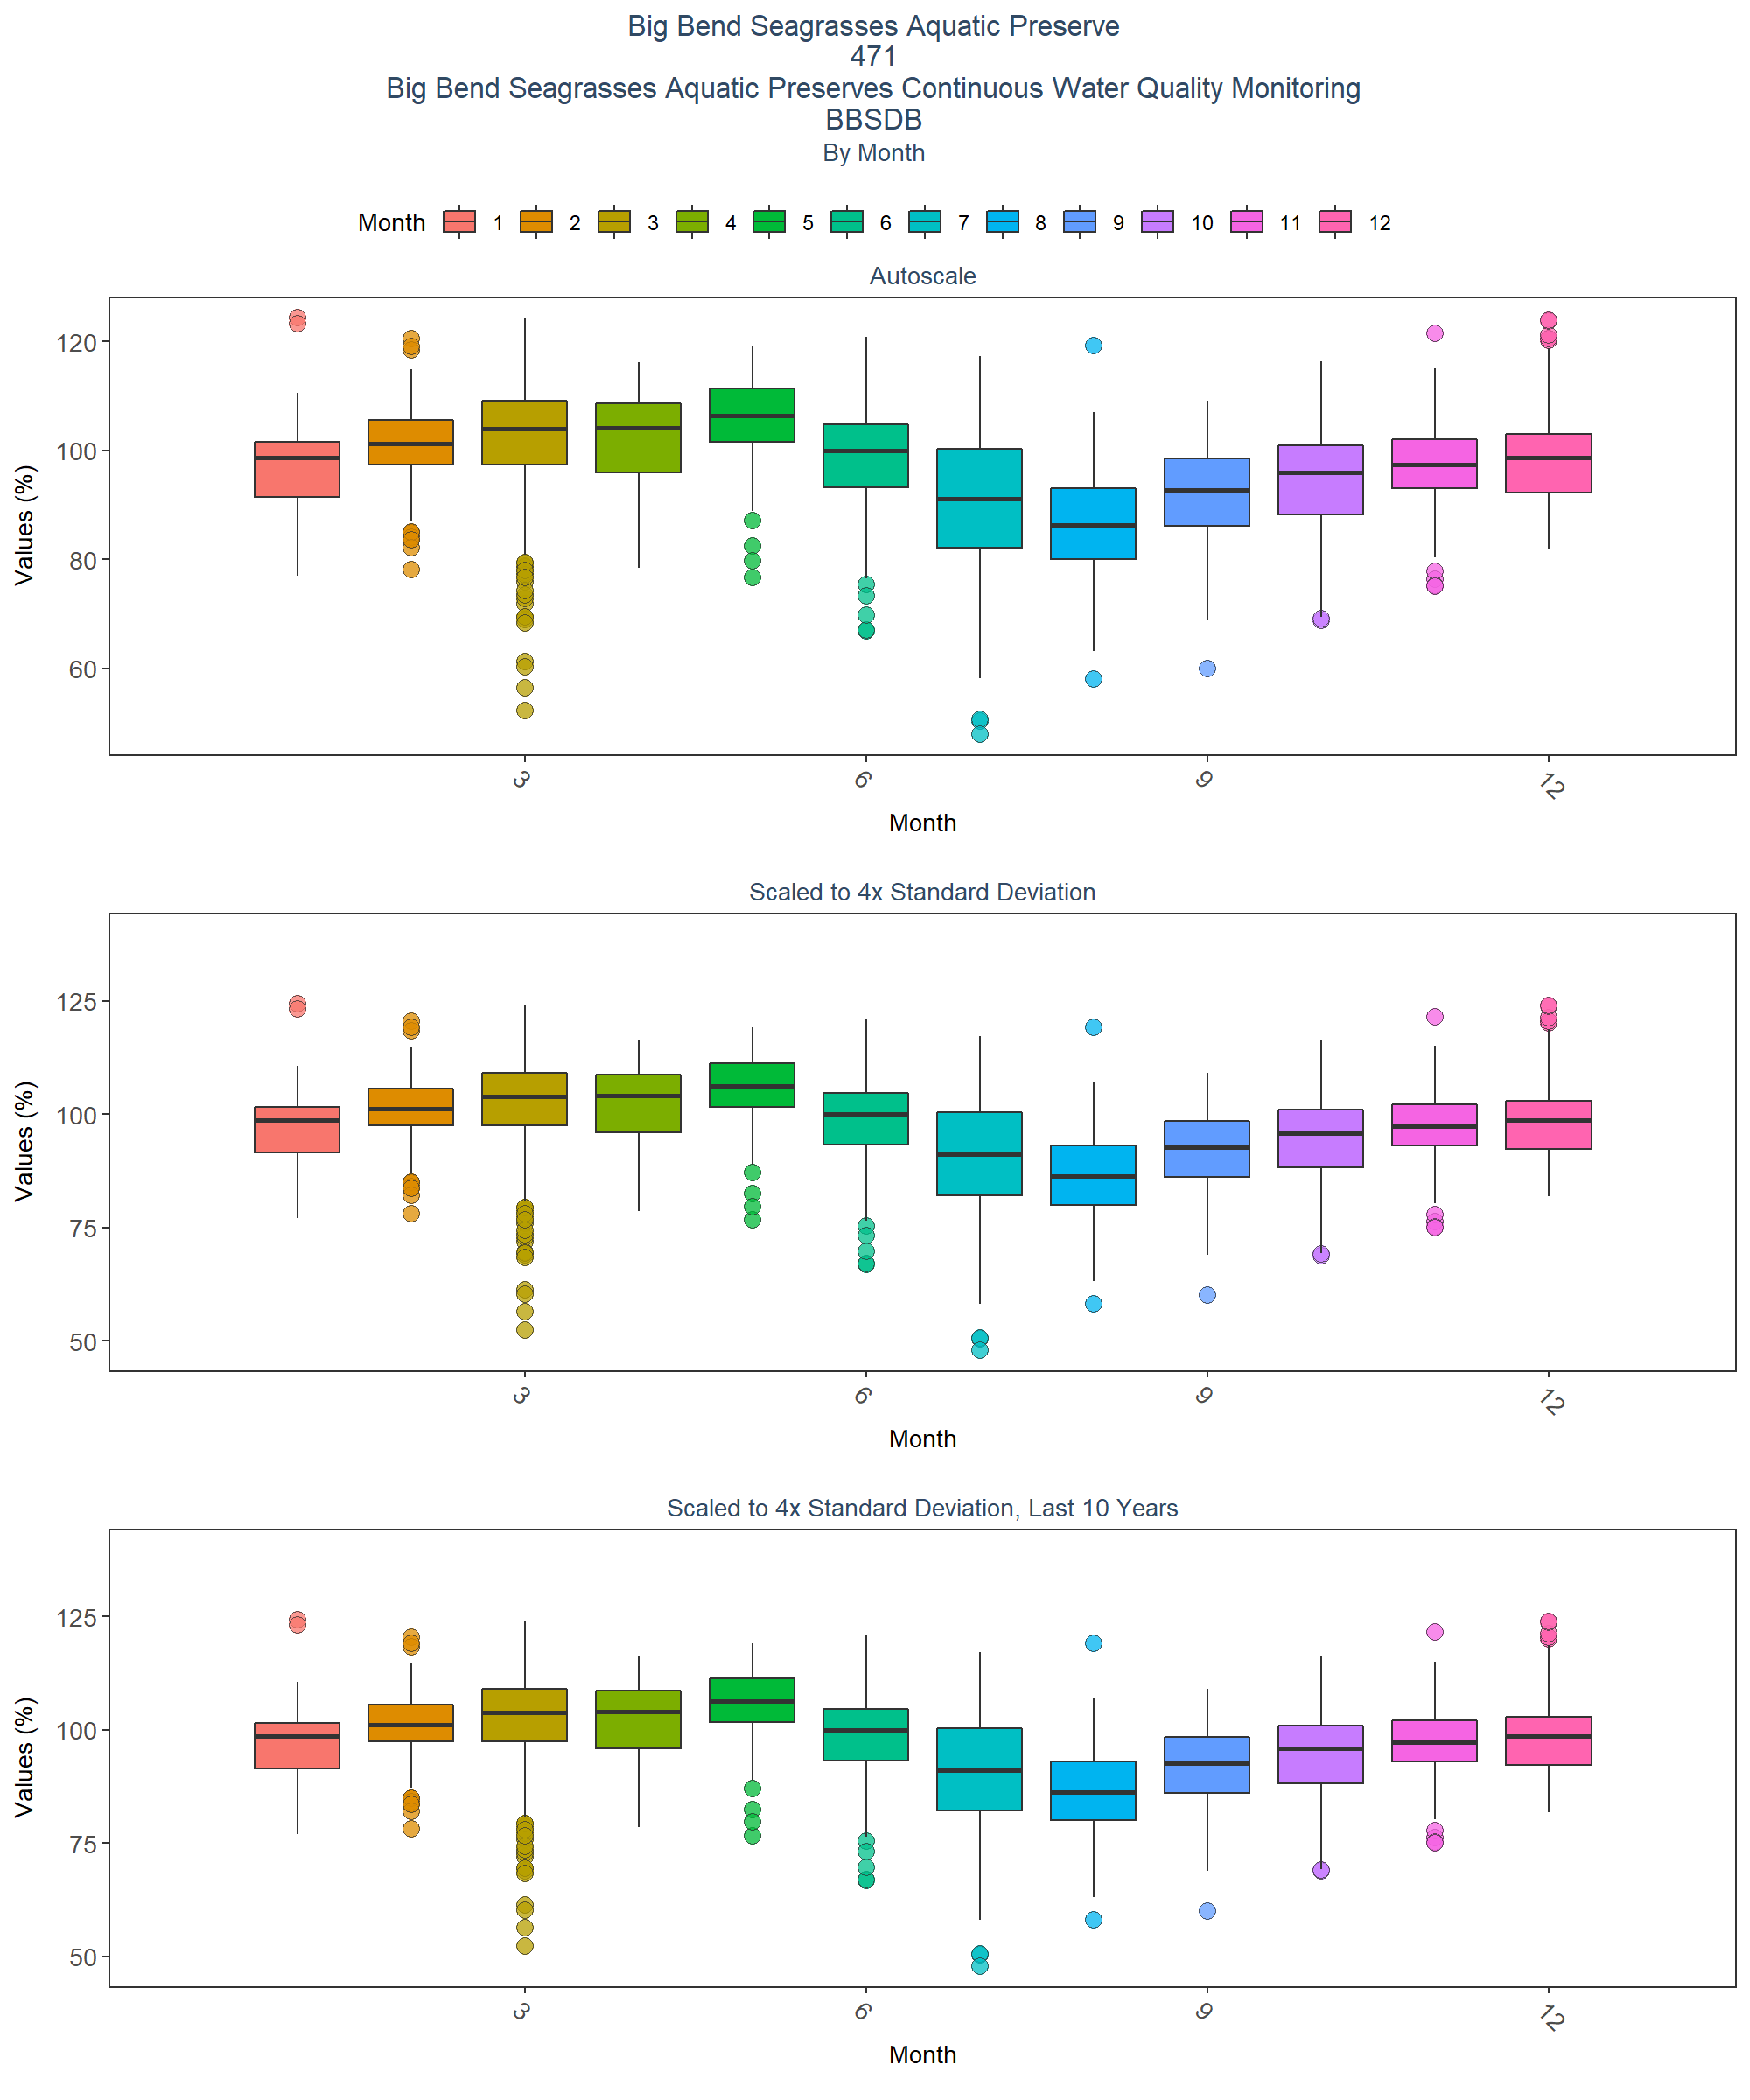 Big Bend Seagrasses Aquatic Preserve
471
Big Bend Seagrasses Aquatic Preserves Continuous Water Quality Monitoring
BBSDB
By Month
Month 1 2 3 4 5 6 7 8 9 10 11 12
Autoscale
Values (%)
120
100
80
60
3 6 9 12
Month
Scaled to 4x Standard Deviation
Values (%)
125
100
75
50
3 6 9 12
Month
Scaled to 4x Standard Deviation, Last 10 Years
Values (%)
125
100
75
50
3 6 9 12
Month